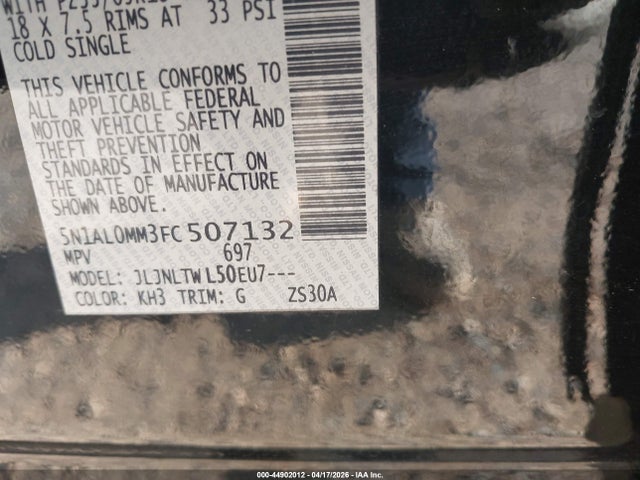 18 X 7.5 RIMS AT 33 PSI
COLD SINGLE
THIS VEHICLE CONFORMS TO
ALL APPLICABLE FEDERAL
MOTOR VEHICLE SAFETY AND
THEFT PREVENTION
STANDARDS IN EFFECT ON
THE DATE OF MANUFACTURE
SHOWN ABOVE.
5N1AL0MM3FC507132
MPV 697
MODEL: JLJNLTWL50EU7---
COLOR: KH3 TRIM: G ZS30A
000-44902012 04/17/2026 IAA Inc.